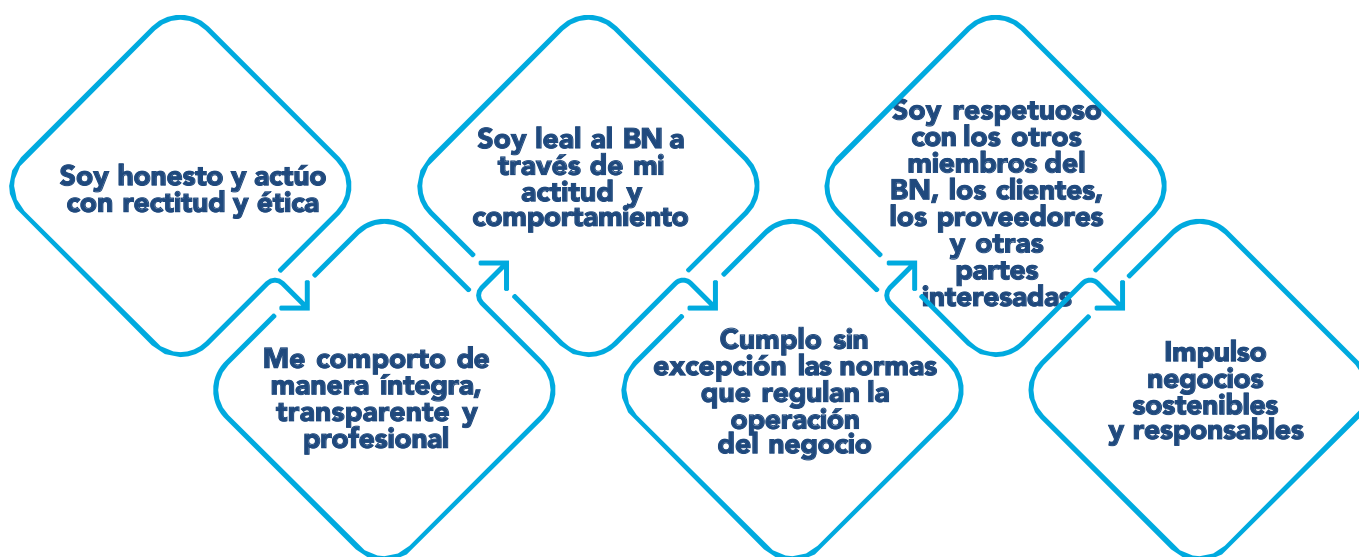 Soy honesto y actúo
con rectitud y ética
Me comporto de
manera íntegra,
transparente y
profesional
Soy leal al BN a
través de mi
actitud y
comportamiento
Cumplo sin
excepción las normas
que regulan la
operación
del negocio
Soy respetuoso
con los otros
miembros del
BN, los clientes,
los proveedores
y otras
partes
interesadas
Impulso
negocios
sostenibles
y responsables